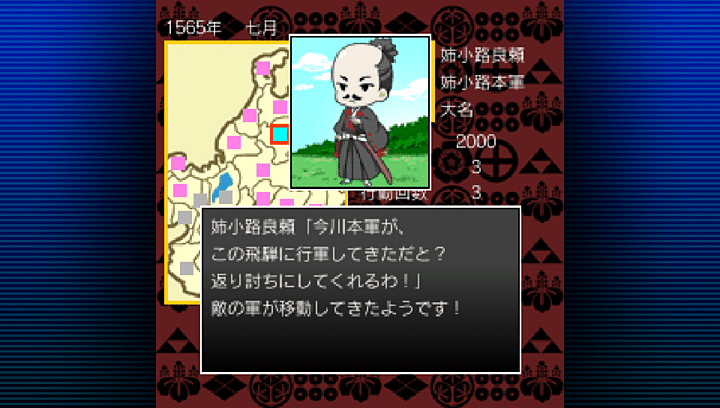 1565年　七月
姉小路良頼
姉小路本軍
大名
2000
3
行動回数　3
姉小路良頼「今川本軍が、
この飛騨に行軍してきただと？
返り討ちにしてくれるわ！」
敵の軍が移動してきたようです！